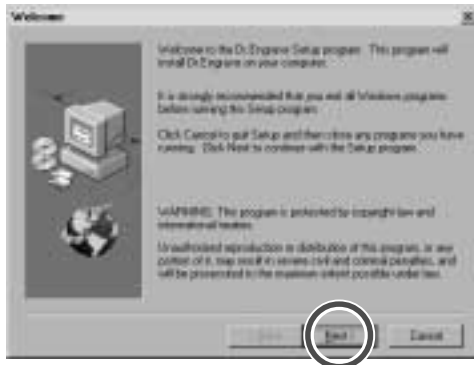 Welcome
Welcome to the Dr.Engrave Setup program. This program will
install Dr.Engrave on your computer.
It is strongly recommended that you exit all Windows programs
before running this Setup program.
Click Cancel to quit Setup and then close any programs you have
running. Click Next to continue with the Setup program.
WARNING: This program is protected by copyright law and
international treaties.
Unauthorized reproduction or distribution of this program, or any
portion of it, may result in severe civil and criminal penalties, and
will be prosecuted to the maximum extent possible under law.
Next
Cancel